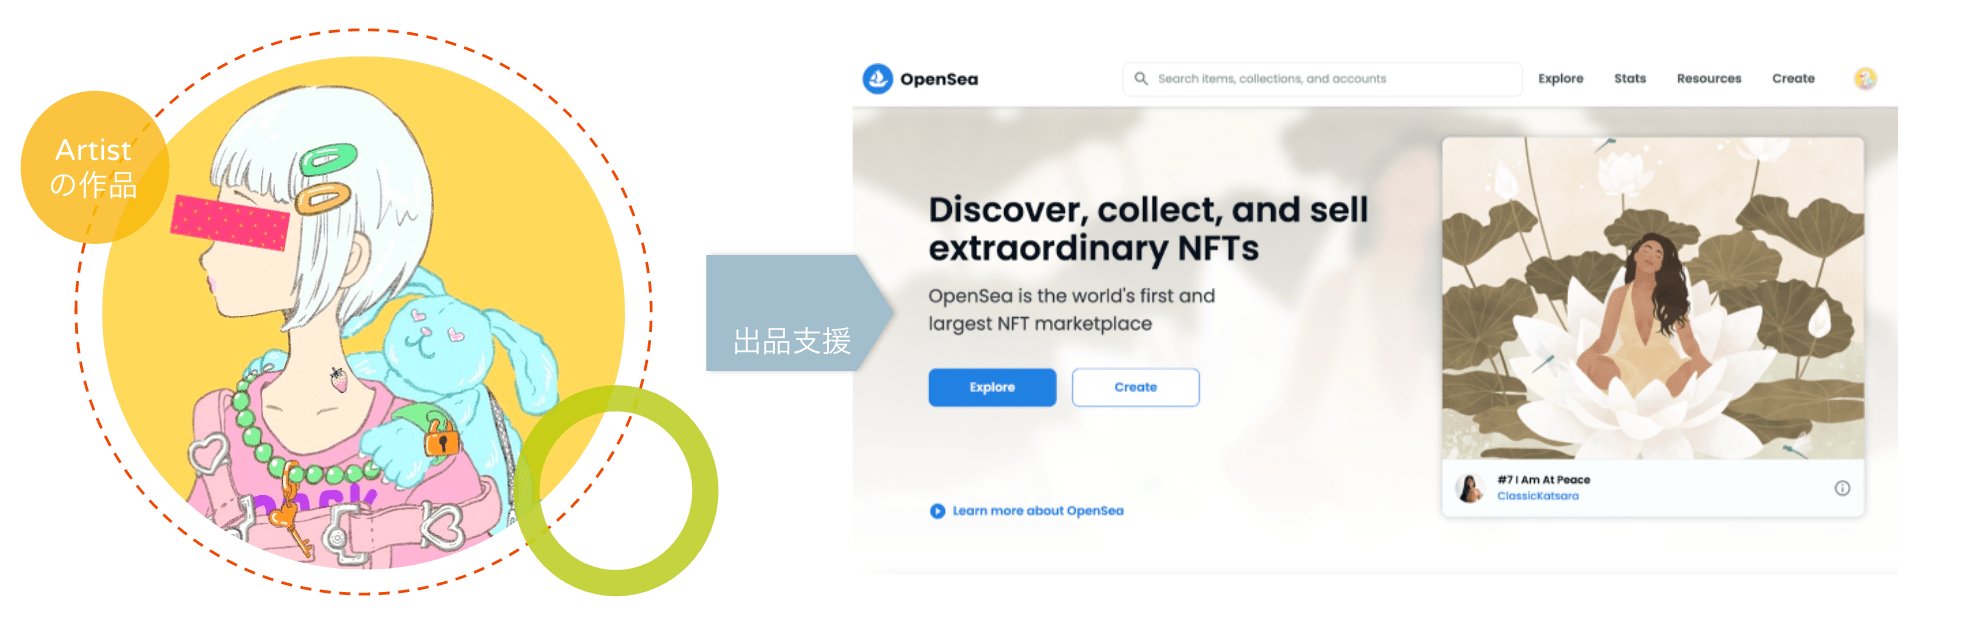 Artist
の作品
出品支援
OpenSea
Search items, collections, and accounts
Explore
Stats
Resources
Create
Discover, collect, and sell
extraordinary NFTs
OpenSea is the world's first and
largest NFT marketplace
Explore
Create
Learn more about OpenSea
#7 I Am At Peace
ClassicKatsara